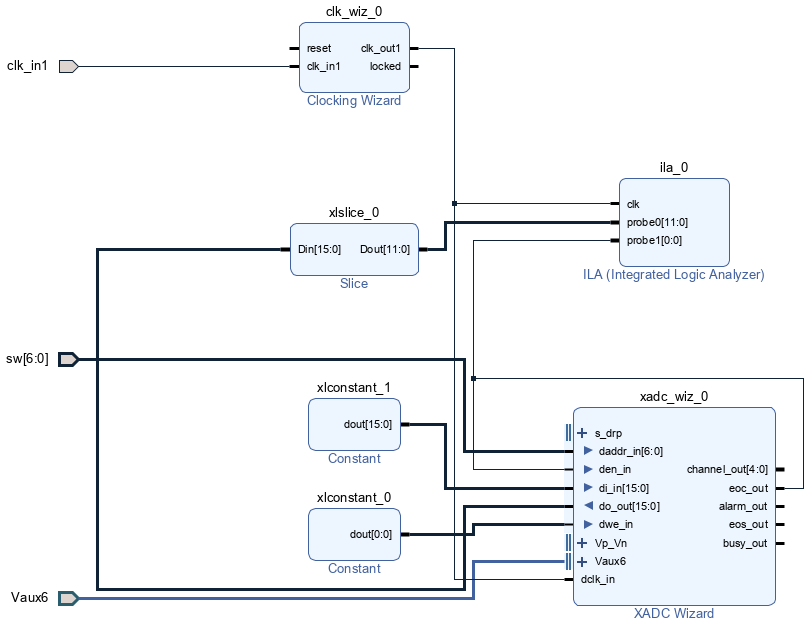 clk_wiz_0
reset clk_out1
clk_in1 clk_in1 locked
Clocking Wizard
ila_0
clk
probe0[11:0]
probe1[0:0]
ILA (Integrated Logic Analyzer)
xlslice_0
Din[15:0] Dout[11:0]
Slice
sw[6:0]
xlconstant_1
dout[15:0]
Constant
xlconstant_0
dout[0:0]
Constant
xadc_wiz_0
s_drp
daddr_in[6:0]
den_in channel_out[4:0]
di_in[15:0] eoc_out
do_out[15:0] alarm_out
dwe_in eos_out
Vp_Vn busy_out
Vaux6
dclk_in
XADC Wizard
Vaux6